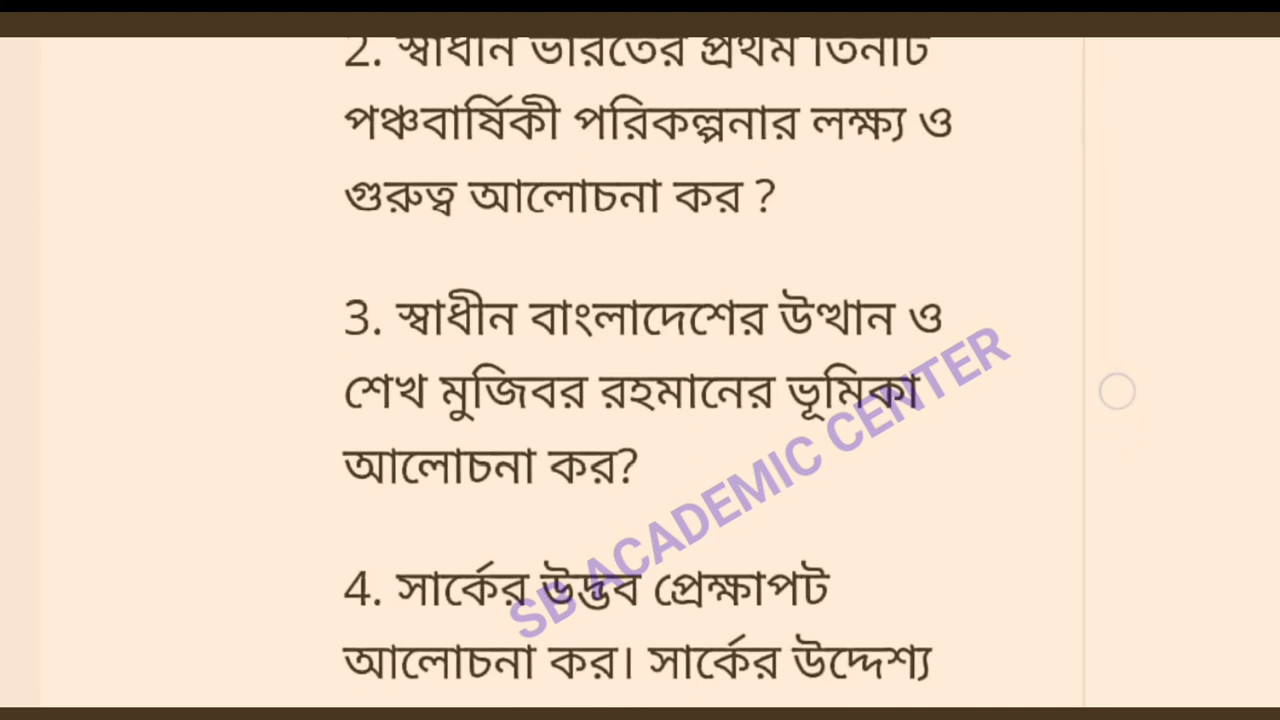 2. স্বাধীন ভারতের প্রথম তিনটি
পঞ্চবার্ষিকী পরিকল্পনার লক্ষ্য ও
গুরুত্ব আলোচনা কর ?
3. স্বাধীন বাংলাদেশের উত্থান ও
শেখ মুজিবর রহমানের ভূমিকা
আলোচনা কর?
4. সার্কের উদ্ভব প্রেক্ষাপট
আলোচনা কর। সার্কের উদ্দেশ্য
SB ACADEMIC CENTER